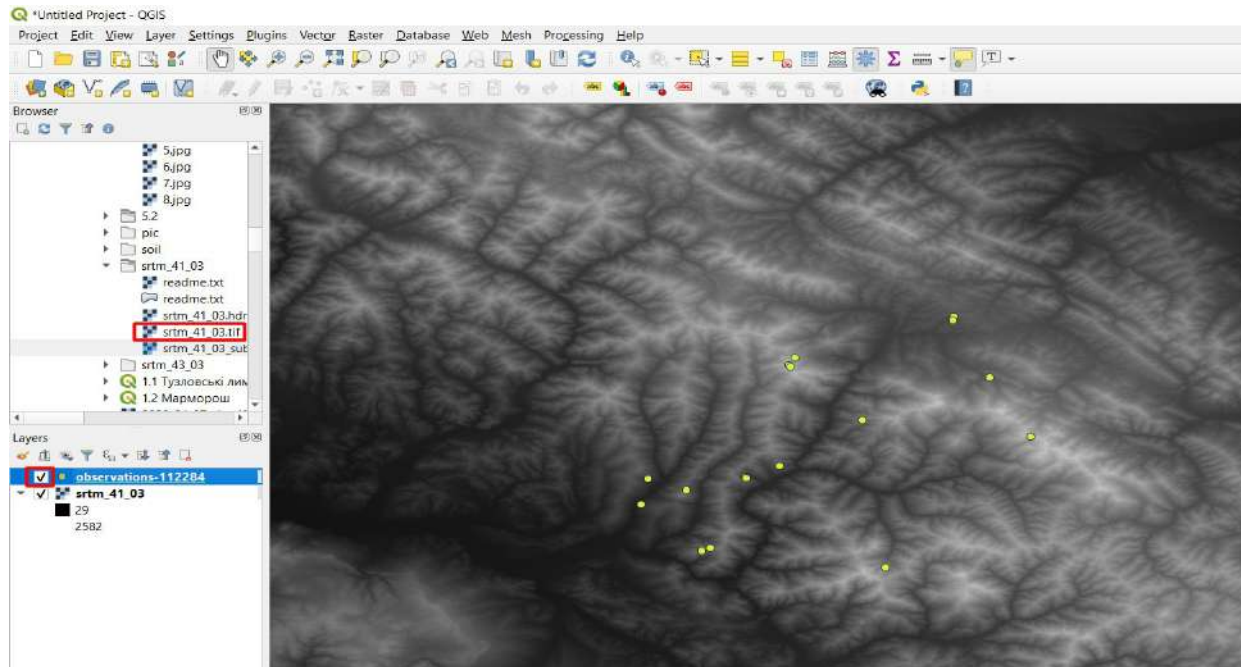 *Untitled Project - QGIS
Project Edit View Layer Settings Plugins Vector Raster Database Web Mesh Processing Help
Browser
5.jpg
6.jpg
7.jpg
8.jpg
5.2
pic
soil
srtm_41_03
readme.txt
readme.txt
srtm_41_03.hdr
srtm_41_03.tif
srtm_41_03_sub
srtm_43_03
1.1 Тузловські лим
1.2 Марморош
Layers
observations-112284
srtm_41_03
29
2582